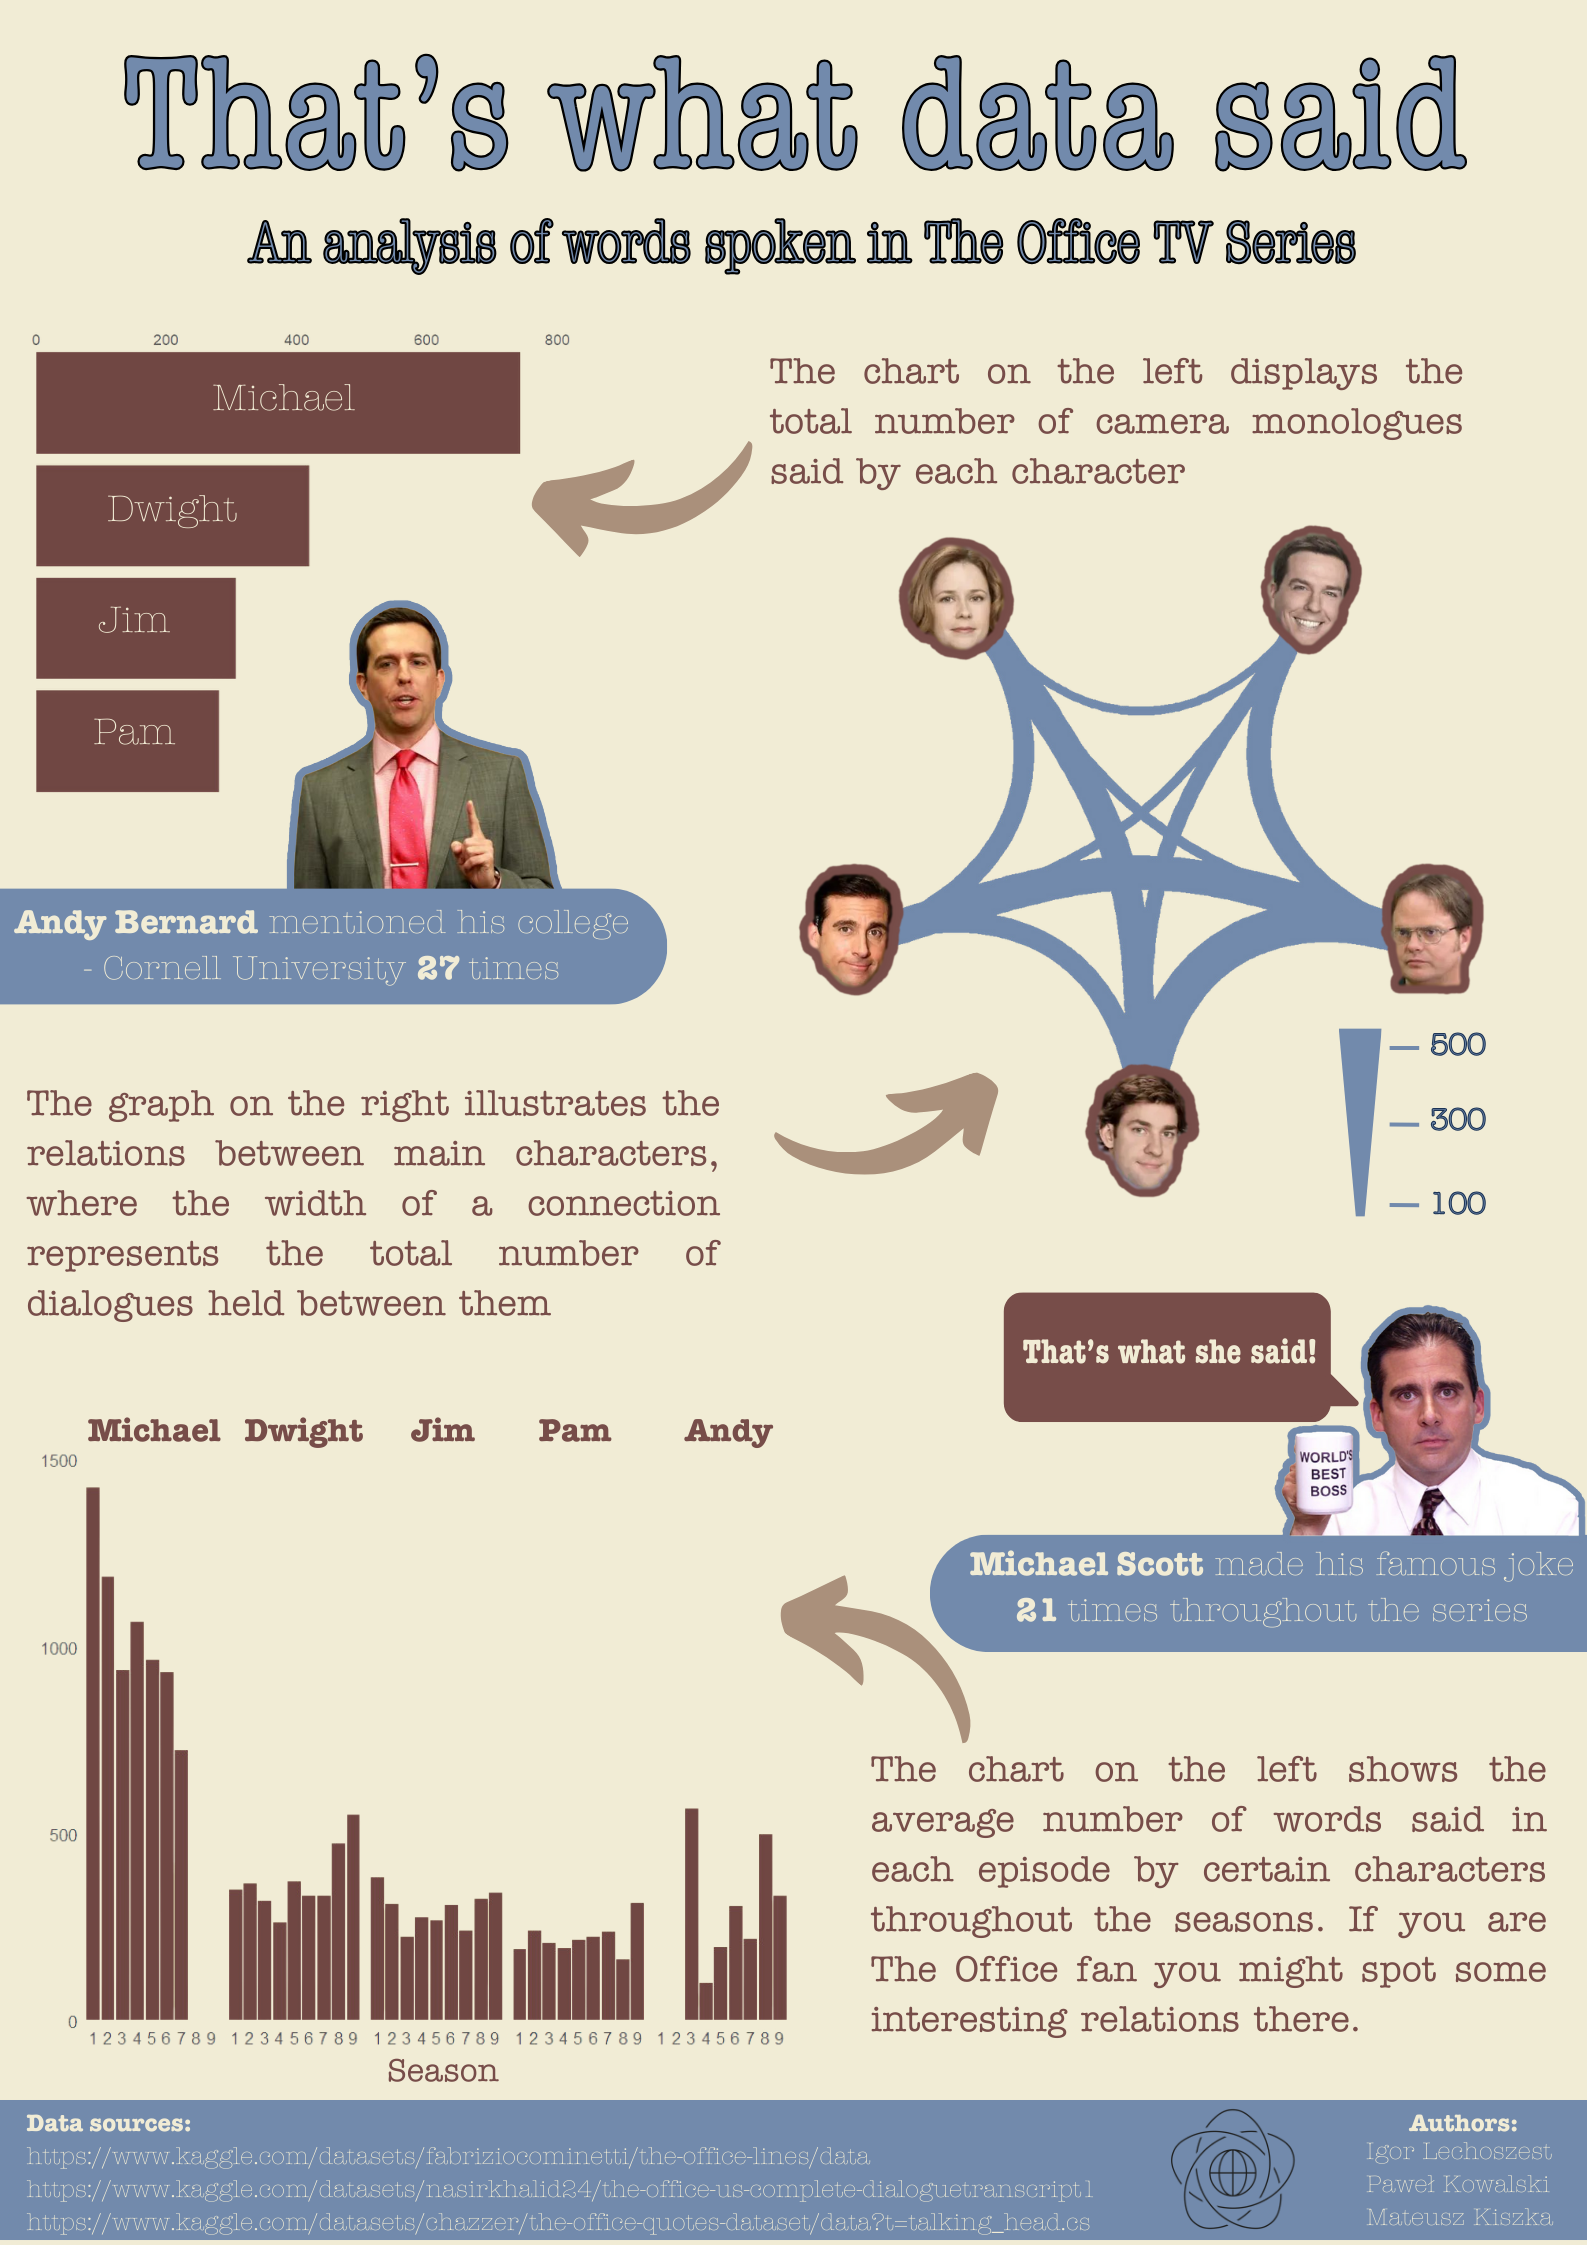 That's what data said
An analysis of words spoken in The Office TV Series
0 200 400 600 800
Michael
Dwight
Jim
Pam
The chart on the left displays the
total number of camera monologues
said by each character
Andy Bernard mentioned his college
- Cornell University 27 times
500
300
100
The graph on the right illustrates the
relations between main characters,
where the width of a connection
represents the total number of
dialogues held between them
That's what she said!
WORLD'S
BEST
BOSS
Michael Scott made his famous joke
21 times throughout the series
Michael Dwight Jim Pam Andy
1500
1000
500
0
1 2 3 4 5 6 7 8 9 1 2 3 4 5 6 7 8 9 1 2 3 4 5 6 7 8 9 1 2 3 4 5 6 7 8 9 1 2 3 4 5 6 7 8 9
Season
The chart on the left shows the
average number of words said in
each episode by certain characters
throughout the seasons. If you are
The Office fan you might spot some
interesting relations there.
Data sources:
https://www.kaggle.com/datasets/fabriziocominetti/the-office-lines/data
https://www.kaggle.com/datasets/nasirkhalid24/the-office-us-complete-dialoguetranscript1
https://www.kaggle.com/datasets/chazzer/the-office-quotes-dataset/data?t=talking_head.cs
Authors:
Igor Lechoszest
Paweł Kowalski
Mateusz Kiszka